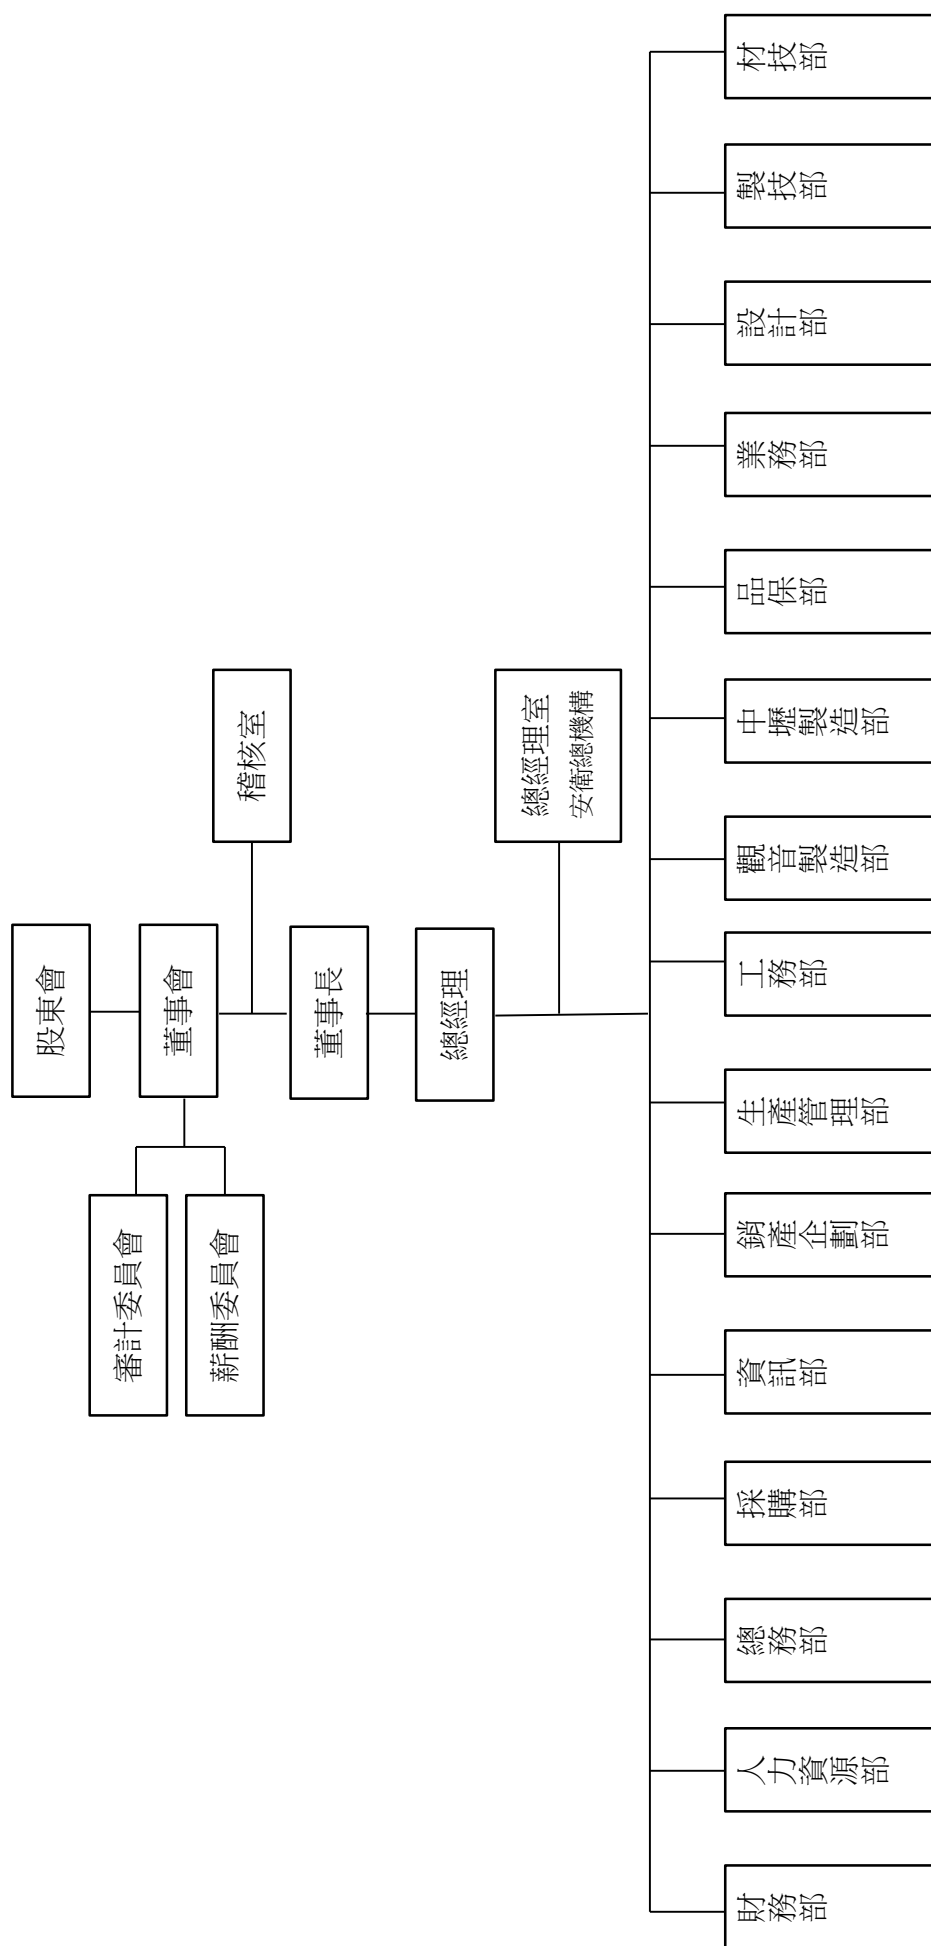 股東會
董事會
審計委員會
薪酬委員會
稽核室
董事長
總經理
總經理室
安衛總機構
財務部
人力資源部
總務部
採購部
資訊部
銷產企劃部
生產管理部
工務部
觀音製造部
中壢製造部
品保部
業務部
設計部
製技部
材技部